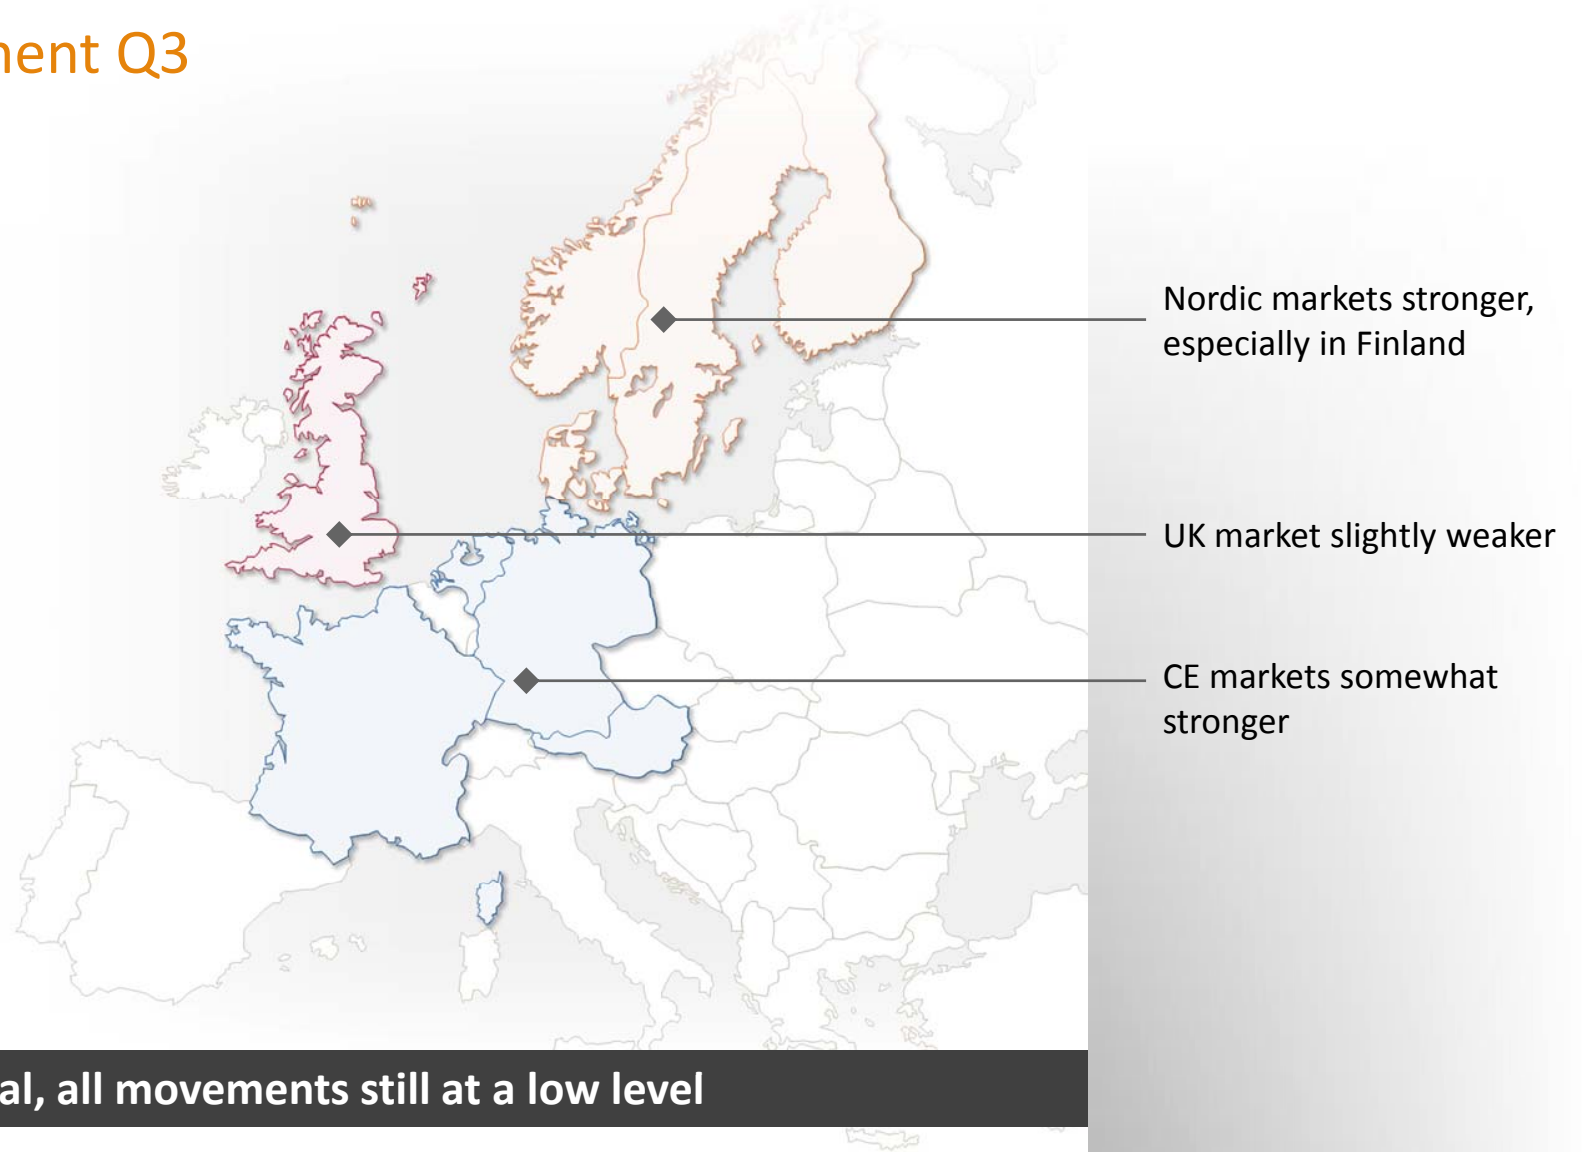 ment Q3
Nordic markets stronger,
especially in Finland
UK market slightly weaker
CE markets somewhat
stronger
al, all movements still at a low level